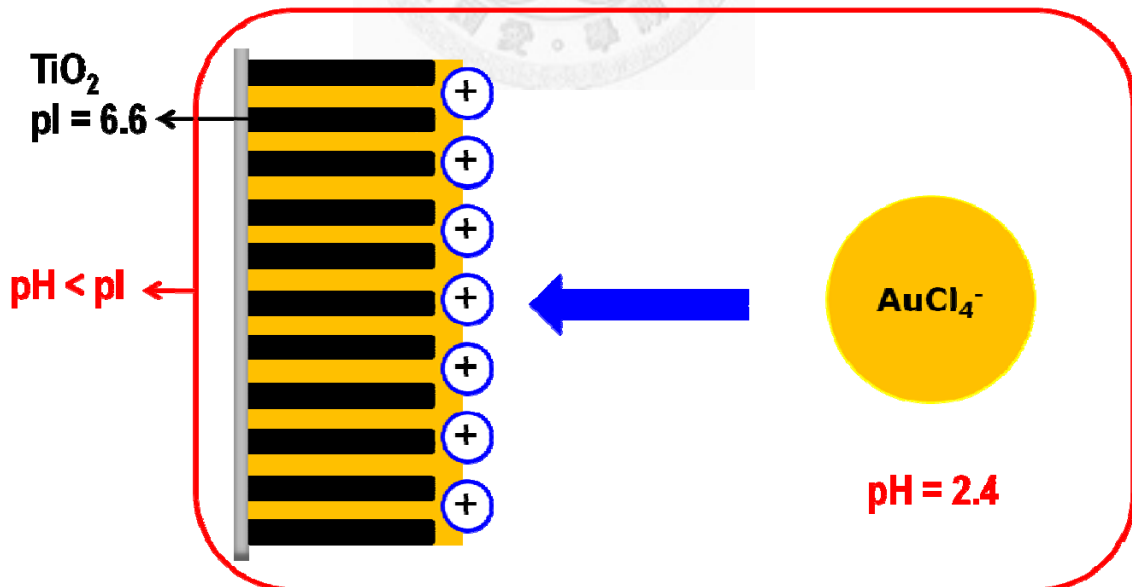 TiO₂
pI = 6.6
pH < pI
+
+
+
+
+
+
+
AuCl₄⁻
pH = 2.4